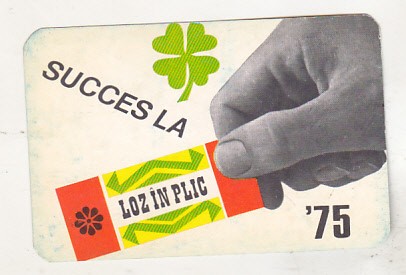 SUCCES LA
LOZ ÎN PLIC
'75